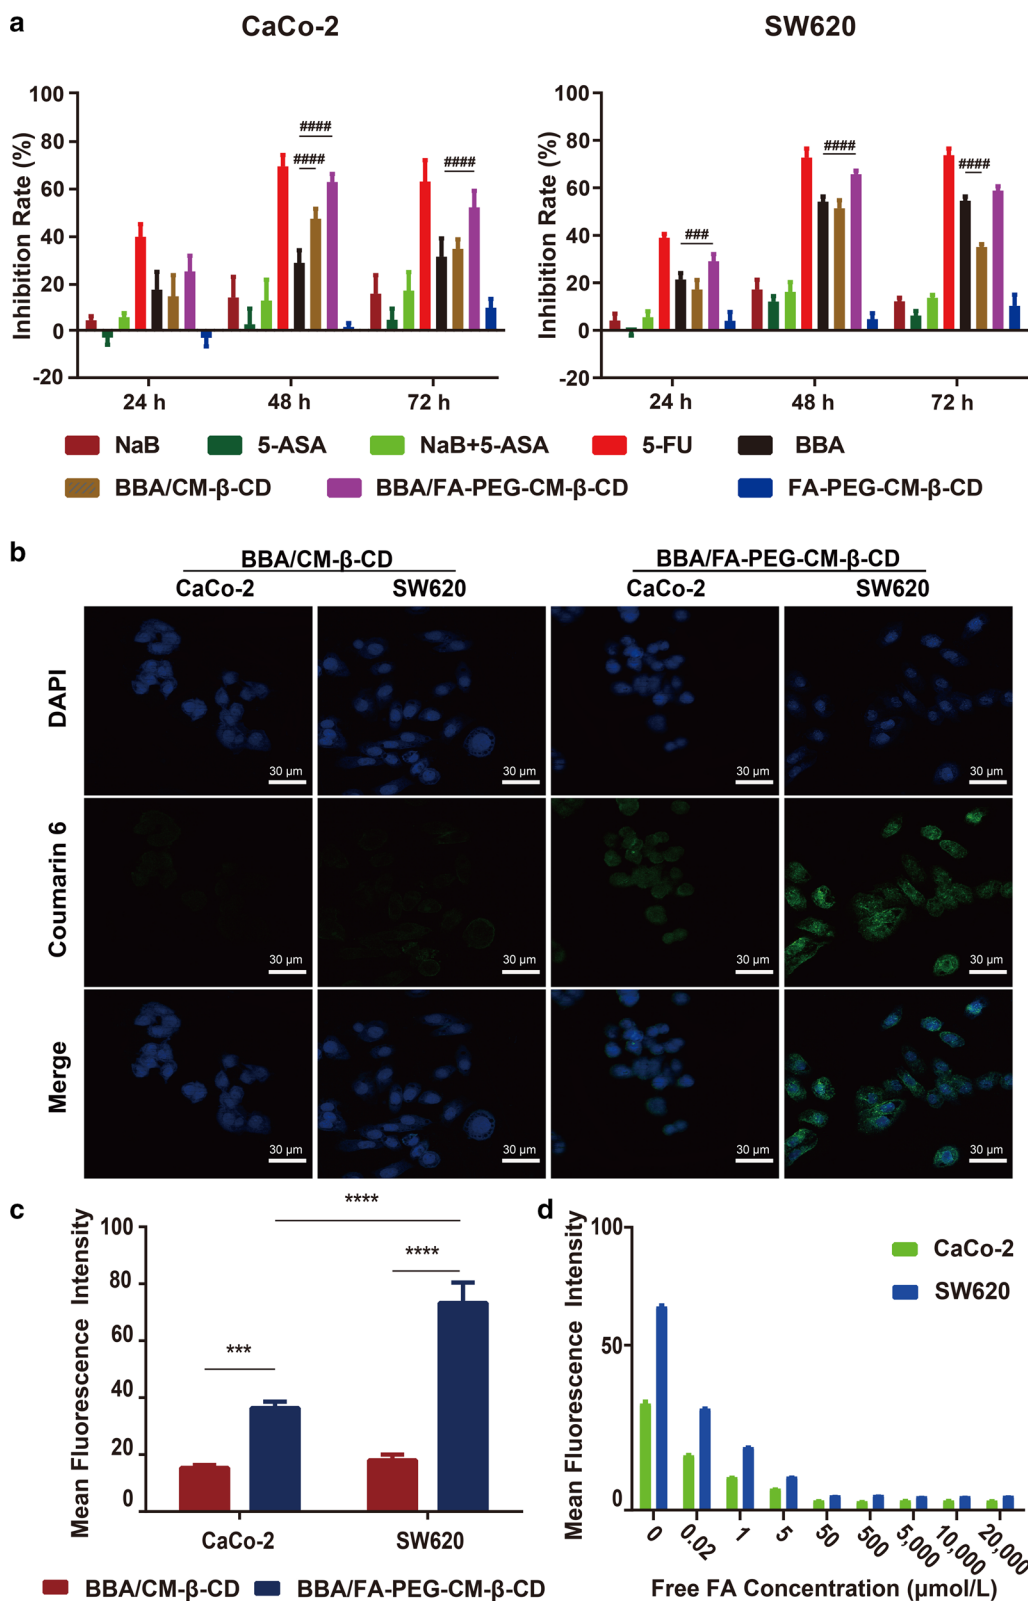 a
CaCo-2
SW620
Inhibition Rate (%)
100
80
60
40
20
0
-20
####
####
####
24 h
48 h
72 h
Inhibition Rate (%)
100
80
60
40
20
0
-20
###
####
####
24 h
48 h
72 h
NaB
5-ASA
NaB+5-ASA
5-FU
BBA
BBA/CM-β-CD
BBA/FA-PEG-CM-β-CD
FA-PEG-CM-β-CD
b
BBA/CM-β-CD
BBA/FA-PEG-CM-β-CD
CaCo-2
SW620
CaCo-2
SW620
DAPI
30 μm
30 μm
30 μm
30 μm
Coumarin 6
30 μm
30 μm
30 μm
30 μm
Merge
30 μm
30 μm
30 μm
30 μm
c
Mean Fluorescence Intensity
100
80
60
40
20
0
***
****
****
CaCo-2
SW620
BBA/CM-β-CD
BBA/FA-PEG-CM-β-CD
d
Mean Fluorescence Intensity
100
50
0
CaCo-2
SW620
0
0.02
1
5
50
500
5,000
10,000
20,000
Free FA Concentration (μmol/L)